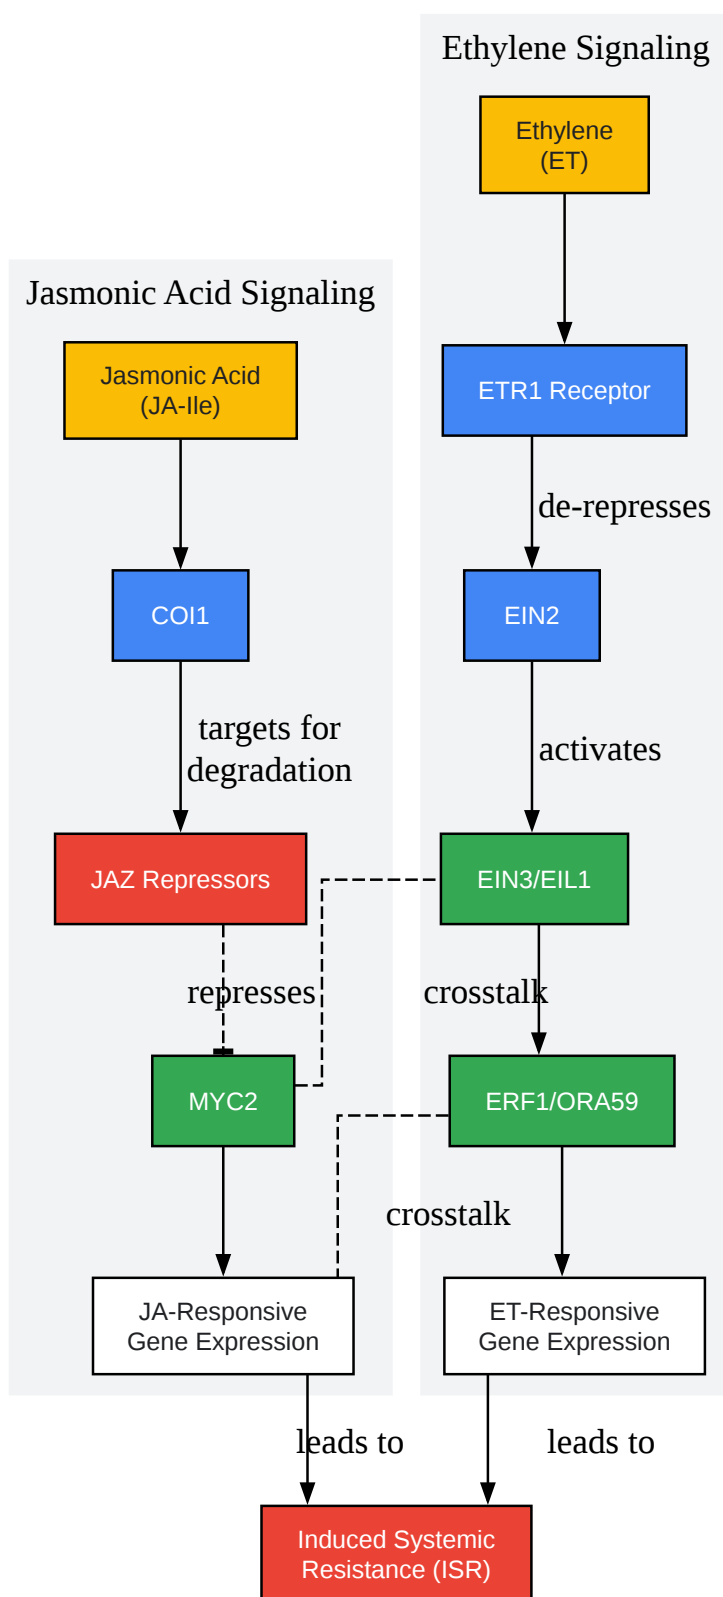 Ethylene Signaling
Ethylene
(ET)
Jasmonic Acid Signaling
Jasmonic Acid
(JA-Ile)
ETR1 Receptor
de-represses
COI1
EIN2
targets for
degradation
activates
JAZ Repressors
EIN3/EIL1
represses
crosstalk
MYC2
ERF1/ORA59
crosstalk
JA-Responsive
Gene Expression
ET-Responsive
Gene Expression
leads to
leads to
Induced Systemic
Resistance (ISR)